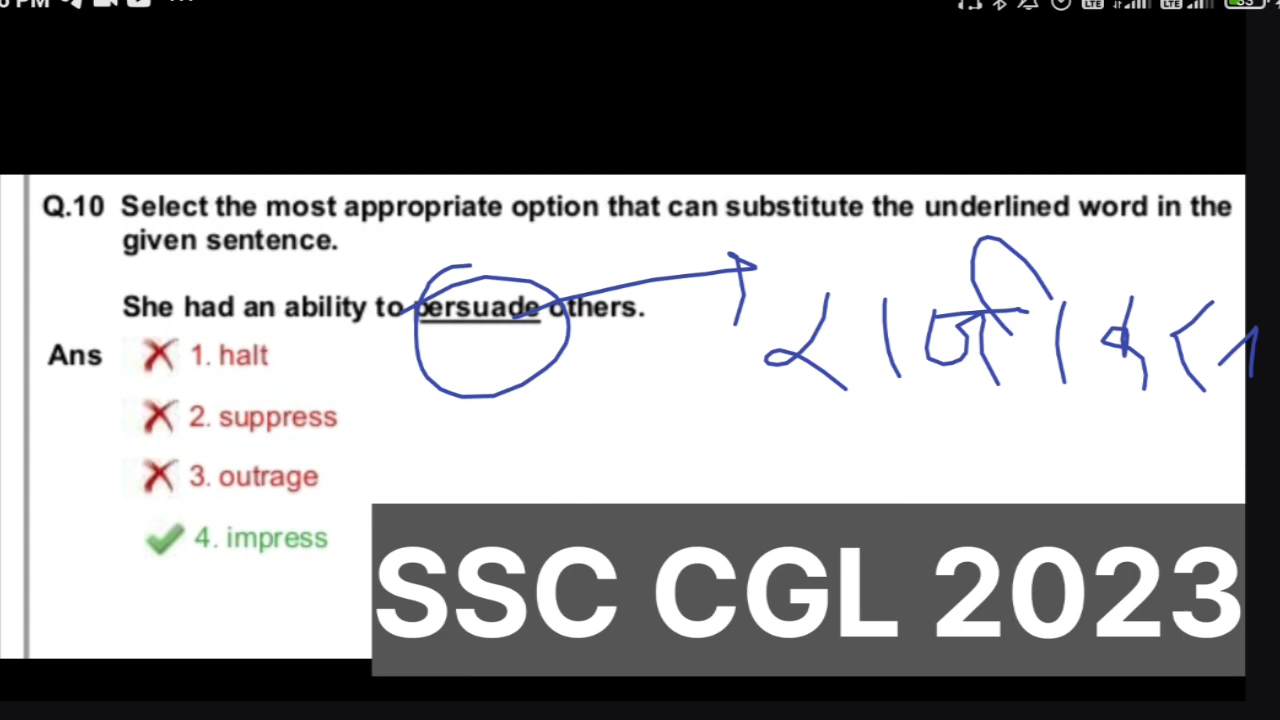 Q.10 Select the most appropriate option that can substitute the underlined word in the
given sentence.
She had an ability to persuade others.
Ans 1. halt
2. suppress
3. outrage
4. impress
SSC CGL 2023